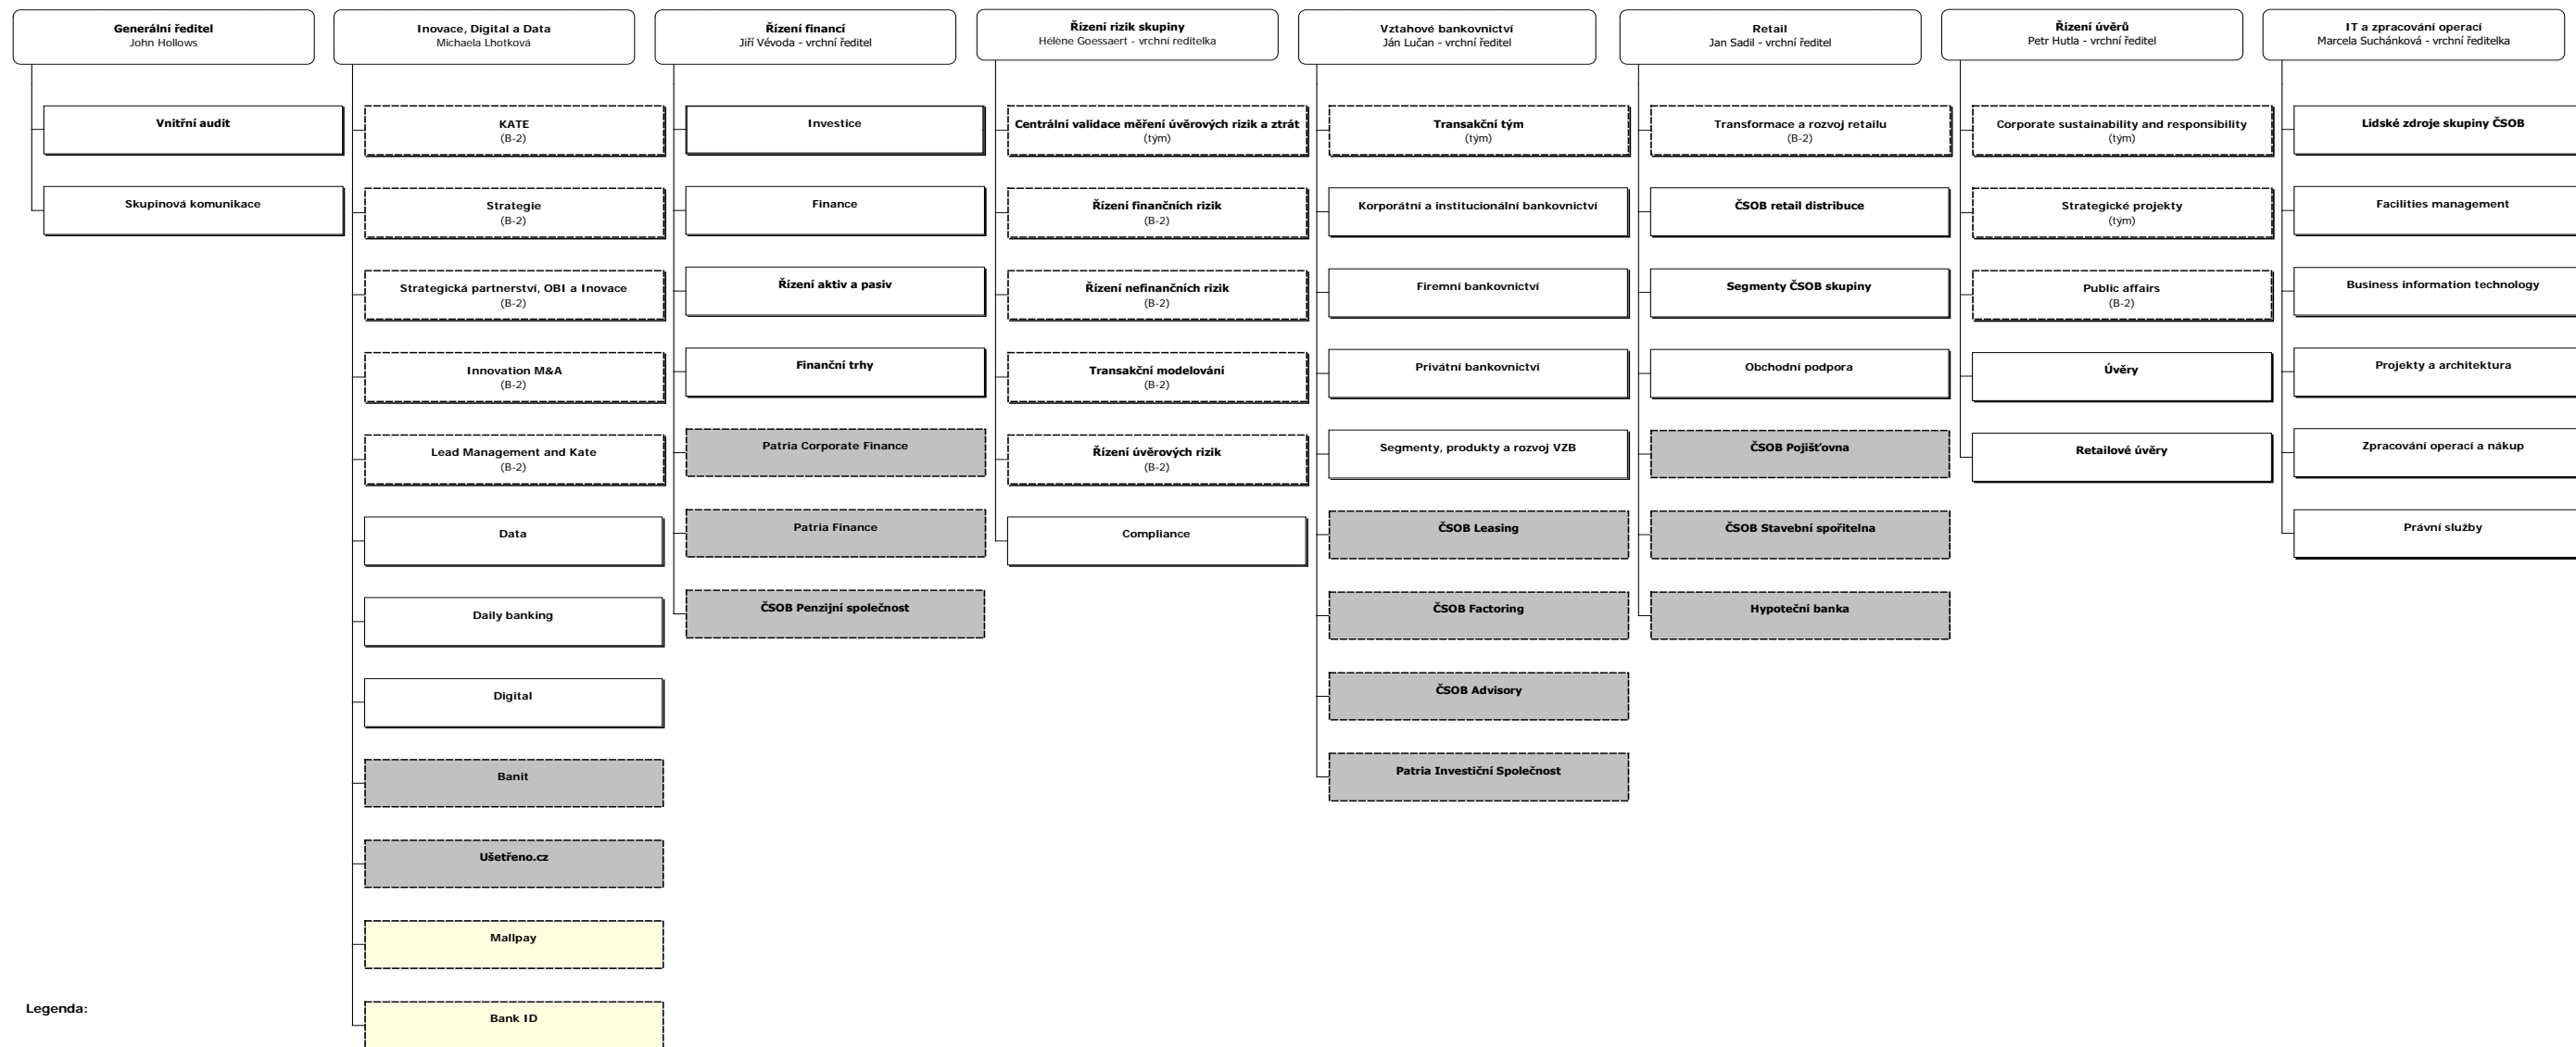 Generální ředitel
John Hollows
Vnitřní audit
Skupinová komunikace
Inovace, Digital a Data
Michaela Lhotková
KATE
(B-2)
Strategie
(B-2)
Strategická partnerství, OBI a Inovace
(B-2)
Innovation M&A
(B-2)
Lead Management and Kate
(B-2)
Data
Daily banking
Digital
Banit
Ušetřeno.cz
Mallpay
Bank ID
Řízení financí
Jiří Vévoda - vrchní ředitel
Investice
Finance
Řízení aktiv a pasiv
Finanční trhy
Patria Corporate Finance
Patria Finance
ČSOB Penzijní společnost
Řízení rizik skupiny
Hélène Goessaert - vrchní reditelka
Centrální validace měření úvěrových rizik a ztrát
(tým)
Řízení finančních rizik
(B-2)
Řízení nefinančních rizik
(B-2)
Transakční modelování
(B-2)
Řízení úvěrových rizik
(B-2)
Compliance
Vztahové bankovnictví
Ján Lučan - vrchní ředitel
Transakční tým
(tým)
Korporátní a institucionální bankovnictví
Firemní bankovnictví
Privátní bankovnictví
Segmenty, produkty a rozvoj VZB
ČSOB Leasing
ČSOB Factoring
ČSOB Advisory
Patria Investiční Společnost
Retail
Jan Sadil - vrchní ředitel
Transformace a rozvoj retailu
(B-2)
ČSOB retail distribuce
Segmenty ČSOB skupiny
Obchodní podpora
ČSOB Pojišťovna
ČSOB Stavební spořitelna
Hypoteční banka
Řízení úvěrů
Petr Hutla - vrchní ředitel
Corporate sustainability and responsibility
(tým)
Strategické projekty
(tým)
Public affairs
(B-2)
Úvěry
Retailové úvěry
IT a zpracování operací
Marcela Suchánková - vrchní ředitelka
Lidské zdroje skupiny ČSOB
Facilities management
Business information technology
Projekty a architektura
Zpracování operací a nákup
Právní služby
Legenda: